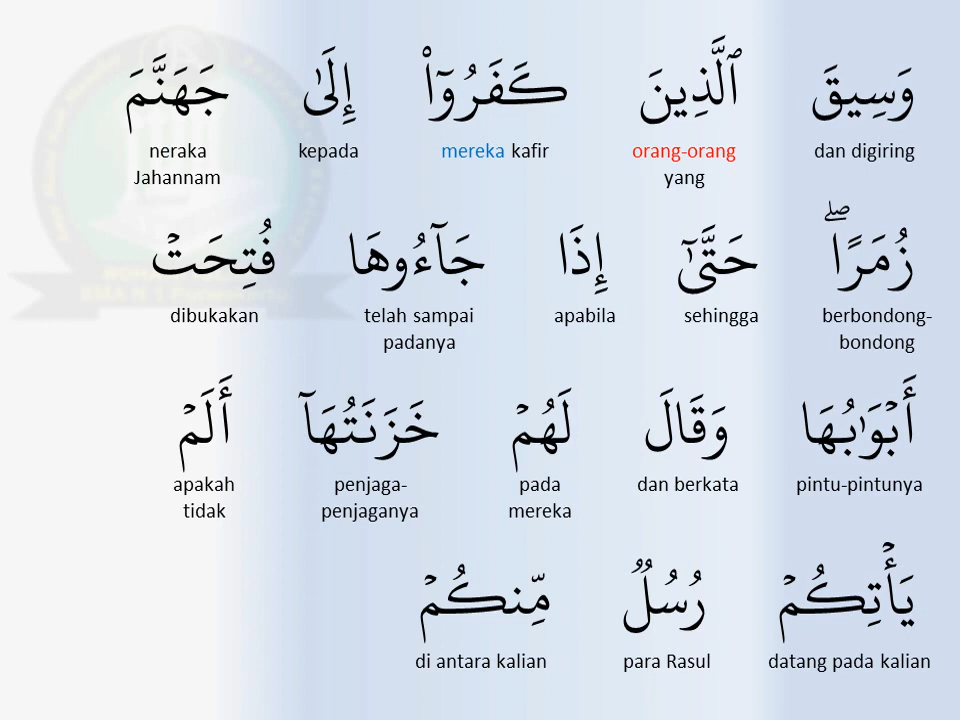 وَسِيقَ ٱلَّذِينَ كَفَرُوٓا۟ إِلَىٰ جَهَنَّمَ
dan digiring orang-orang yang mereka kafir kepada neraka Jahannam
زُمَرًاۖ حَتَّىٰٓ إِذَا جَآءُوهَا فُتِحَتۡ
berbondong-bondong sehingga apabila telah sampai padanya dibukakan
أَبۡوَٰبُهَا وَقَالَ لَهُمۡ خَزَنَتُهَآ أَلَمۡ
pintu-pintunya dan berkata pada mereka penjaga-penjaganya apakah tidak
يَأۡتِكُمۡ رُسُلٞ مِّنكُمۡ
datang pada kalian para Rasul di antara kalian